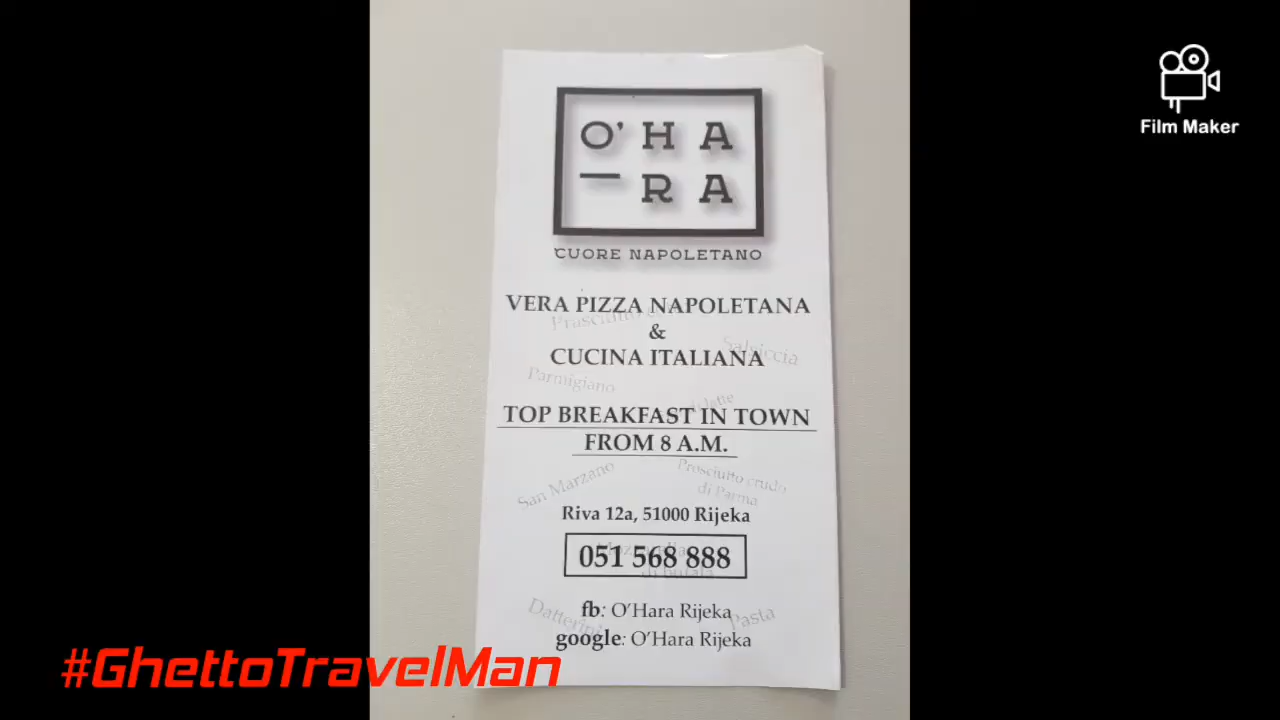 Film Maker
O'HA
RA
CUORE NAPOLETANO
VERA PIZZA NAPOLETANA
&
CUCINA ITALIANA
Salsiccia
Parmigiano
TOP BREAKFAST IN TOWN
FROM 8 A.M.
San Marzano
Prosciutto crudo
di Parma
Riva 12a, 51000 Rijeka
051 568 888
fb: O'Hara Rijeka
Pasta
google: O'Hara Rijeka
#GhettoTravelMan